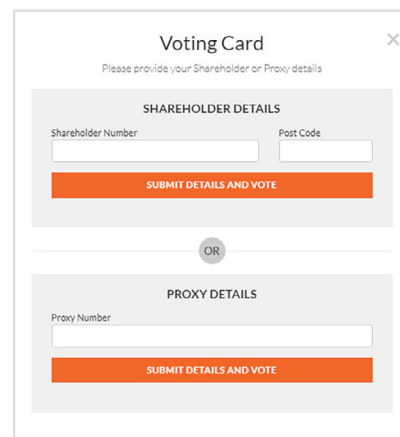 Voting Card
Please provide your Shareholder or Proxy details
SHAREHOLDER DETAILS
Shareholder Number Post Code
SUBMIT DETAILS AND VOTE
OR
PROXY DETAILS
Proxy Number
SUBMIT DETAILS AND VOTE